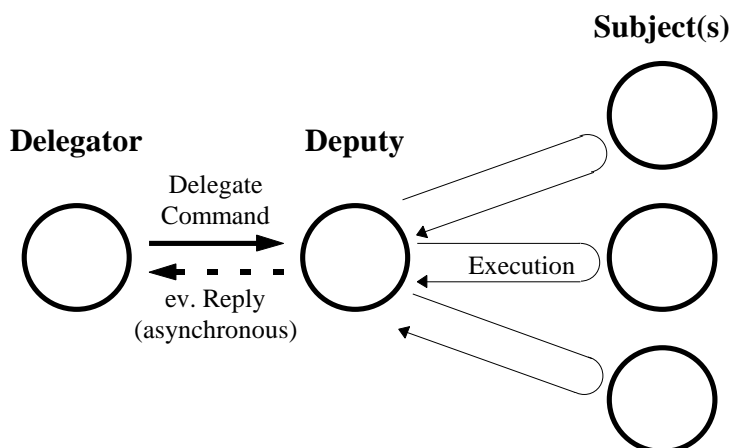 Subject(s)
Delegator
Deputy
Delegate
Command
Execution
ev. Reply
(asynchronous)